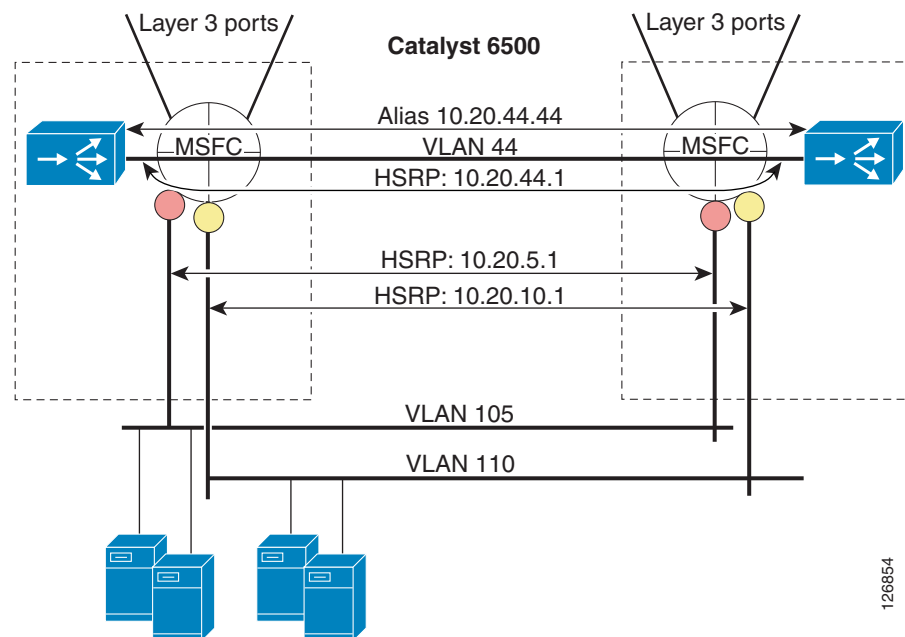 Layer 3 ports
Layer 3 ports
Catalyst 6500
Alias 10.20.44.44
MSFC
VLAN 44
MSFC
HSRP: 10.20.44.1
HSRP: 10.20.5.1
HSRP: 10.20.10.1
VLAN 105
VLAN 110
126854